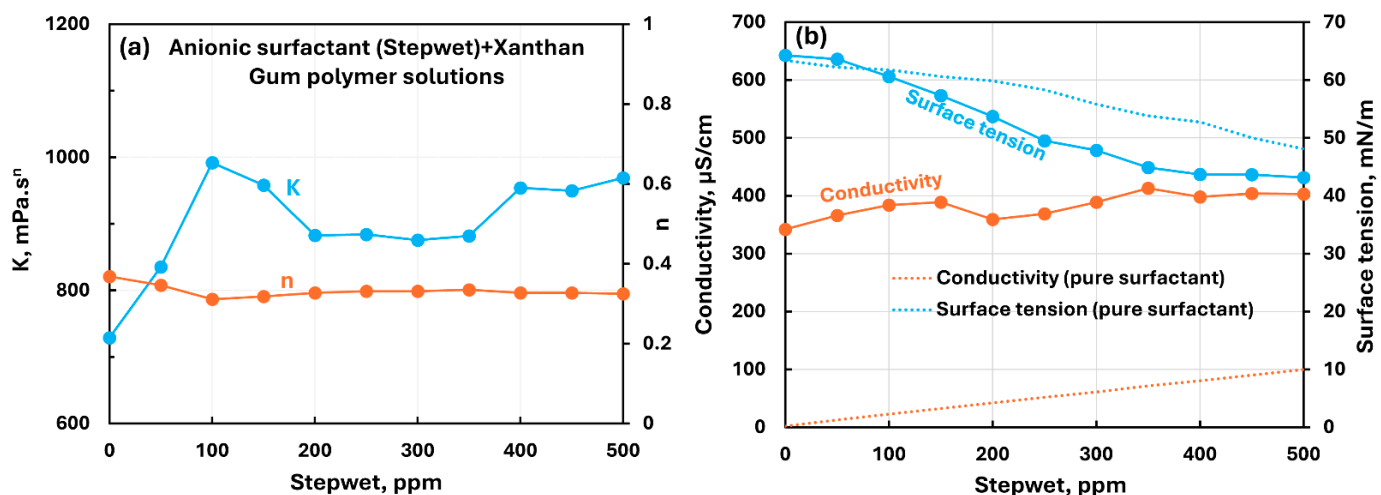 (a) Anionic surfactant (Stepwet)+Xanthan
Gum polymer solutions
K, mPa.sⁿ
1200
1000
800
600
K
n
1
0.8
0.6
0.4
0.2
0
n
0 100 200 300 400 500
Stepwet, ppm
(b)
Conductivity, µS/cm
700
600
500
400
300
200
100
0
Surface tension
Conductivity
Conductivity (pure surfactant)
Surface tension (pure surfactant)
70
60
50
40
30
20
10
0
Surface tension, mN/m
0 100 200 300 400 500
Stepwet, ppm